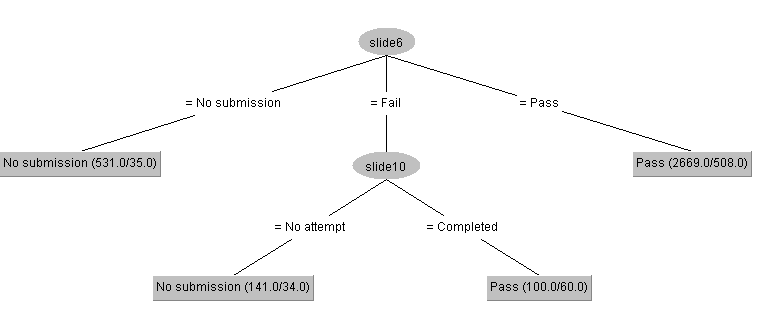 slide6
= No submission
= Fail
= Pass
No submission (531.0/35.0)
slide10
Pass (2669.0/508.0)
= No attempt
= Completed
No submission (141.0/34.0)
Pass (100.0/60.0)